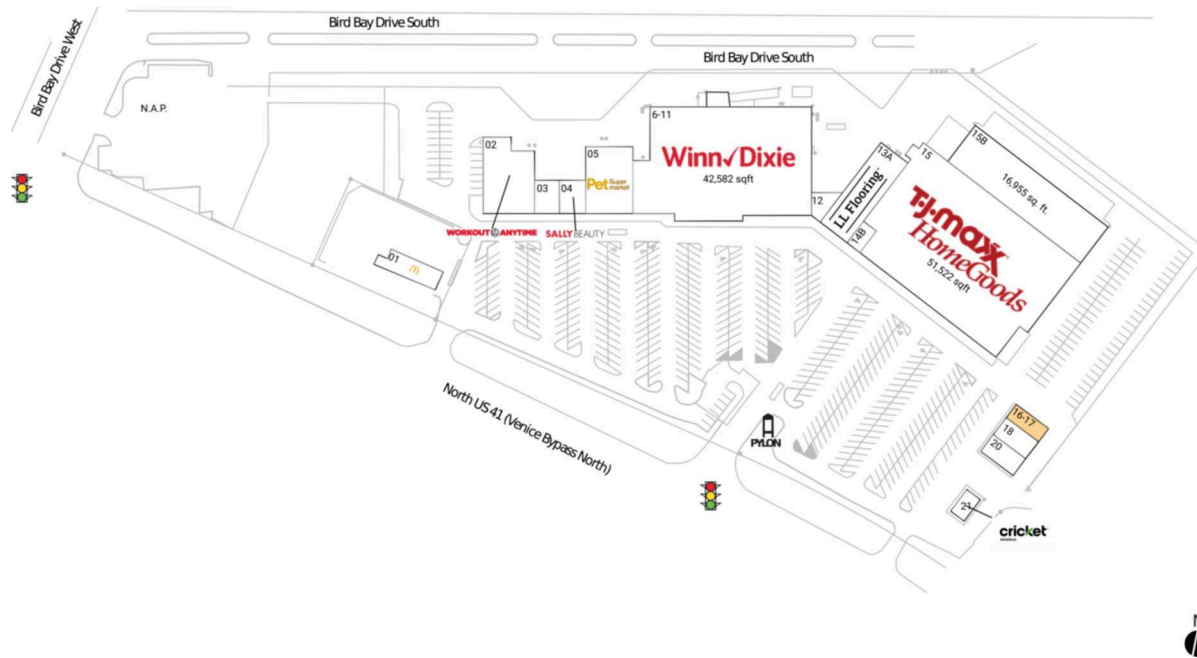 Bird Bay Drive South
Bird Bay Drive West
Bird Bay Drive South
N.A.P.
02
03
04
05
Pet Super
market
6-11
Winn✓Dixie
42,582 sqft
12
13A
LL Flooring
14B
15
15B
16,955 sq. ft.
T.J.maxx
HomeGoods
51,522 sqft
WORKOUT ANYTIME
SALLY BEAUTY
01
North US 41 (Venice Bypass North)
PYLON
16-17
18
20
21
cricket
N